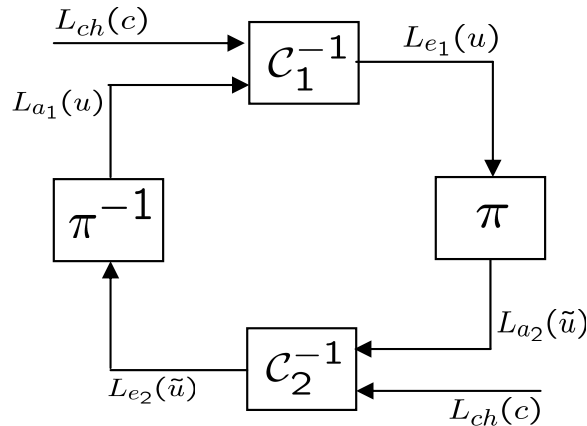 L_{ch}(c)
C_1^{-1}
L_{e_1}(u)
L_{a_1}(u)
π^{-1}
π
L_{a_2}(ũ)
C_2^{-1}
L_{e_2}(ũ)
L_{ch}(c)